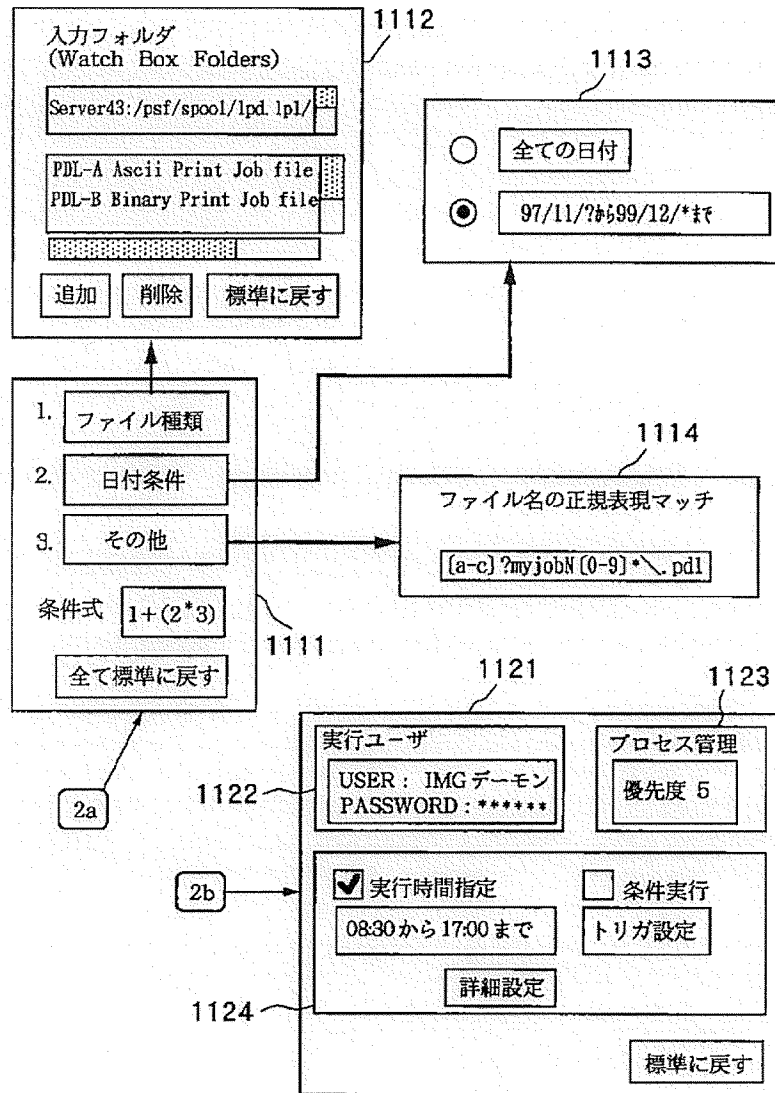 1112
入力フォルダ
(Watch Box Folders)
Server43:/psf/spool/lpd.lp1/
PDL-A Ascii Print Job file
PDL-B Binary Print Job file
追加 削除 標準に戻す
1113
全ての日付
97/11/?から99/12/*まで
1. ファイル種類
2. 日付条件
3. その他
条件式 1+(2*3)
全て標準に戻す
1111
2a
1114
ファイル名の正規表現マッチ
[a-c]?myjobN[0-9]*\.pdl
1121
1123
実行ユーザ
USER : IMGデーモン
PASSWORD : ******
1122
プロセス管理
優先度 5
2b
実行時間指定
条件実行
08:30から17:00まで
トリガ設定
詳細設定
1124
標準に戻す